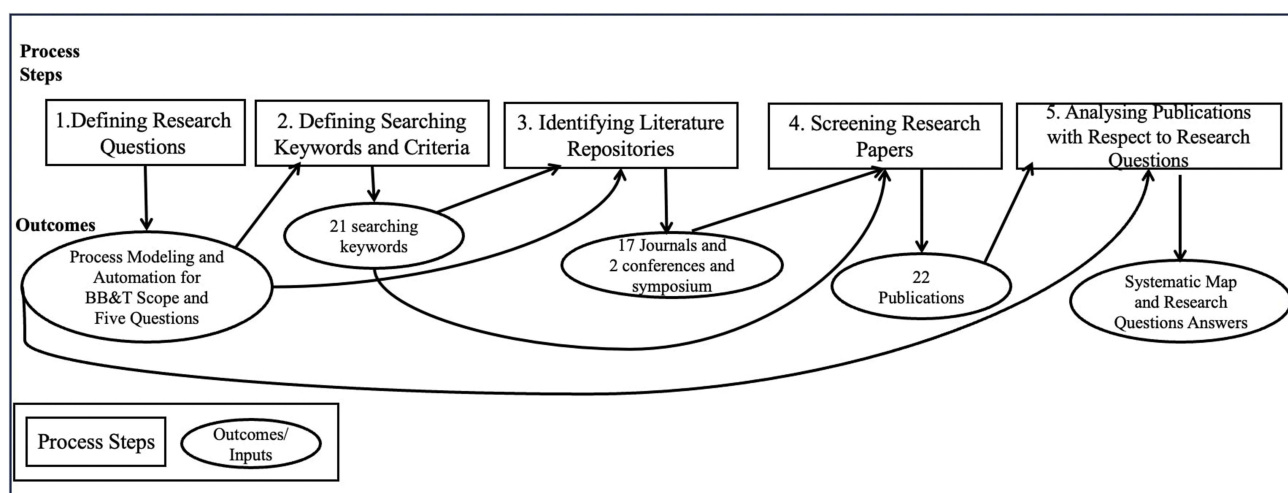 Process
Steps
1.Defining Research
Questions
2. Defining Searching
Keywords and Criteria
3. Identifying Literature
Repositories
4. Screening Research
Papers
5. Analysing Publications
with Respect to Research
Questions
Outcomes
Process Modeling and
Automation for
BB&T Scope and
Five Questions
21 searching
keywords
17 Journals and
2 conferences and
symposium
22
Publications
Systematic Map
and Research
Questions Answers
Process Steps
Outcomes/
Inputs